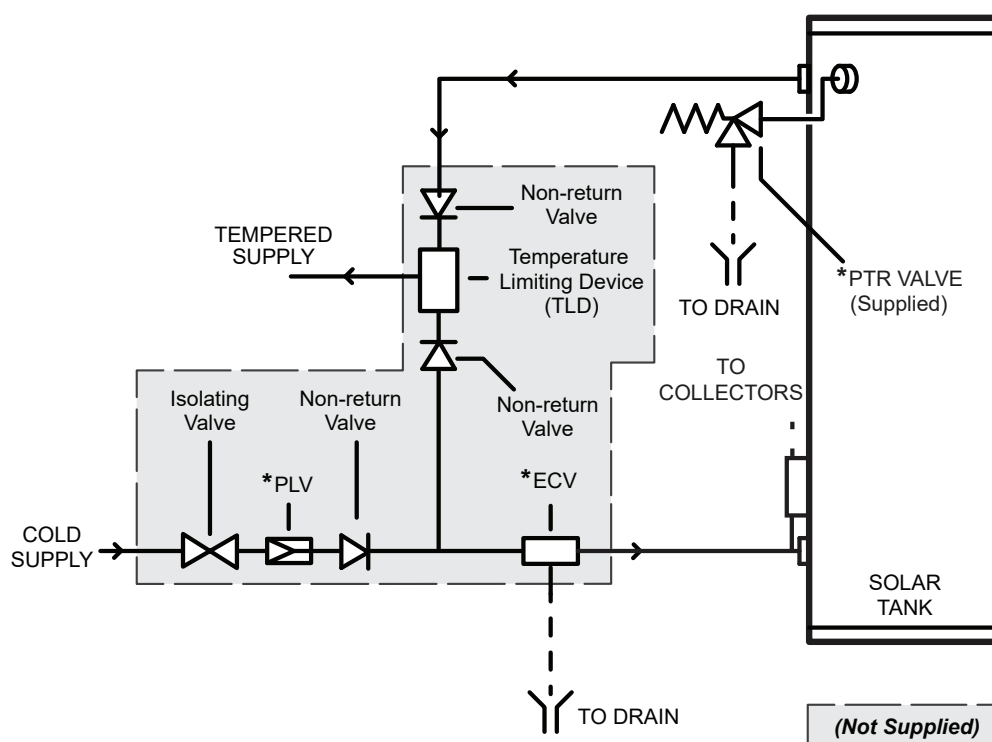 Non-return
Valve
TEMPERED
SUPPLY
Temperature
Limiting Device
(TLD)
*PTR VALVE
(Supplied)
TO DRAIN
TO
COLLECTORS
Isolating
Valve
Non-return
Valve
Non-return
Valve
*PLV
*ECV
COLD
SUPPLY
SOLAR
TANK
TO DRAIN
(Not Supplied)